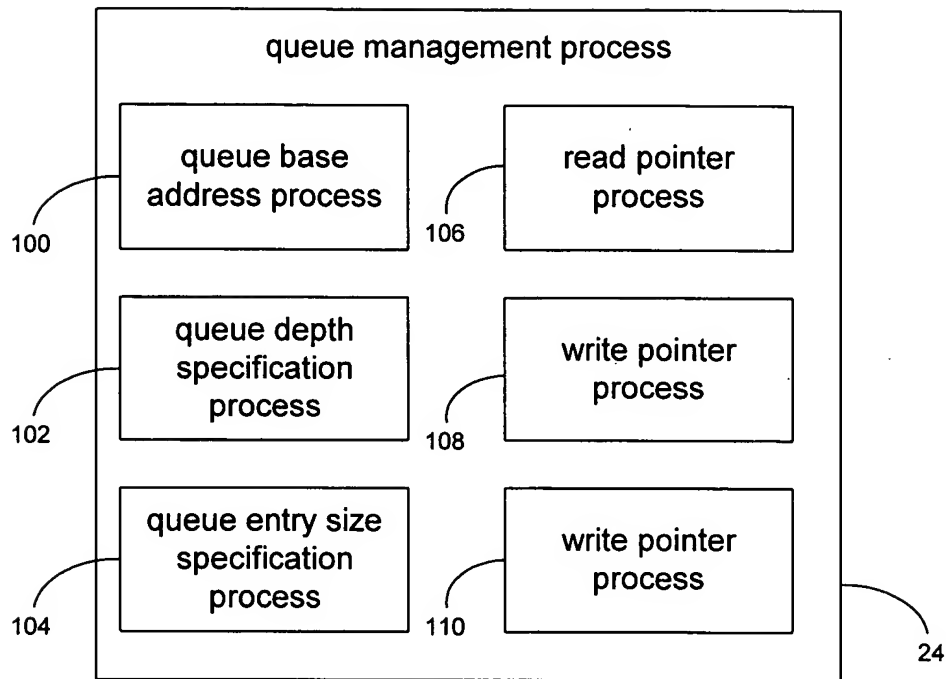 queue management process
queue base
address process
100
read pointer
process
106
queue depth
specification
process
102
write pointer
process
108
queue entry size
specification
process
104
write pointer
process
110
24